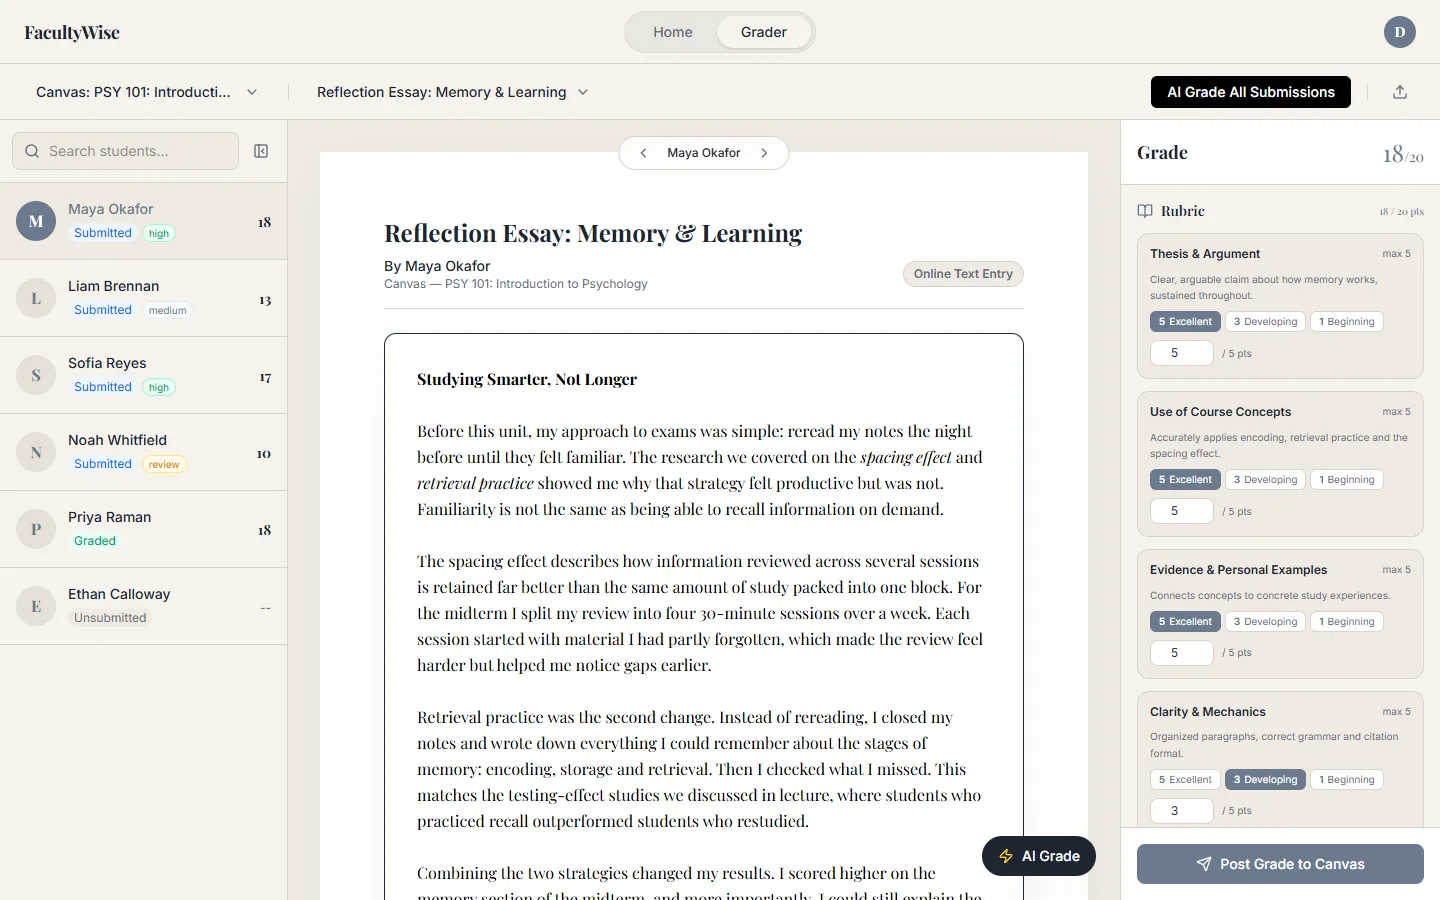 FacultyWise
Home
Grader
D
Canvas: PSY 101: Introducti...
Reflection Essay: Memory & Learning
AI Grade All Submissions
Search students...
M
Maya Okafor
Submitted
high
18
L
Liam Brennan
Submitted
medium
13
S
Sofia Reyes
Submitted
high
17
N
Noah Whitfield
Submitted
review
10
P
Priya Raman
Graded
18
E
Ethan Calloway
Unsubmitted
--
Maya Okafor
Reflection Essay: Memory & Learning
By Maya Okafor
Canvas — PSY 101: Introduction to Psychology
Online Text Entry
Studying Smarter, Not Longer
Before this unit, my approach to exams was simple: reread my notes the night
before until they felt familiar. The research we covered on the spacing effect and
retrieval practice showed me why that strategy felt productive but was not.
Familiarity is not the same as being able to recall information on demand.
The spacing effect describes how information reviewed across several sessions
is retained far better than the same amount of study packed into one block. For
the midterm I split my review into four 30-minute sessions over a week. Each
session started with material I had partly forgotten, which made the review feel
harder but helped me notice gaps earlier.
Retrieval practice was the second change. Instead of rereading, I closed my
notes and wrote down everything I could remember about the stages of
memory: encoding, storage and retrieval. Then I checked what I missed. This
matches the testing-effect studies we discussed in lecture, where students who
practiced recall outperformed students who restudied.
Combining the two strategies changed my results. I scored higher on the
memory section of the midterm, and more importantly, I could still explain the
AI Grade
Grade
18/20
Rubric
18 / 20 pts
Thesis & Argument
max 5
Clear, arguable claim about how memory works,
sustained throughout.
5 Excellent
3 Developing
1 Beginning
5
/ 5 pts
Use of Course Concepts
max 5
Accurately applies encoding, retrieval practice and the
spacing effect.
5 Excellent
3 Developing
1 Beginning
5
/ 5 pts
Evidence & Personal Examples
max 5
Connects concepts to concrete study experiences.
5 Excellent
3 Developing
1 Beginning
5
/ 5 pts
Clarity & Mechanics
max 5
Organized paragraphs, correct grammar and citation
format.
5 Excellent
3 Developing
1 Beginning
3
/ 5 pts
Post Grade to Canvas